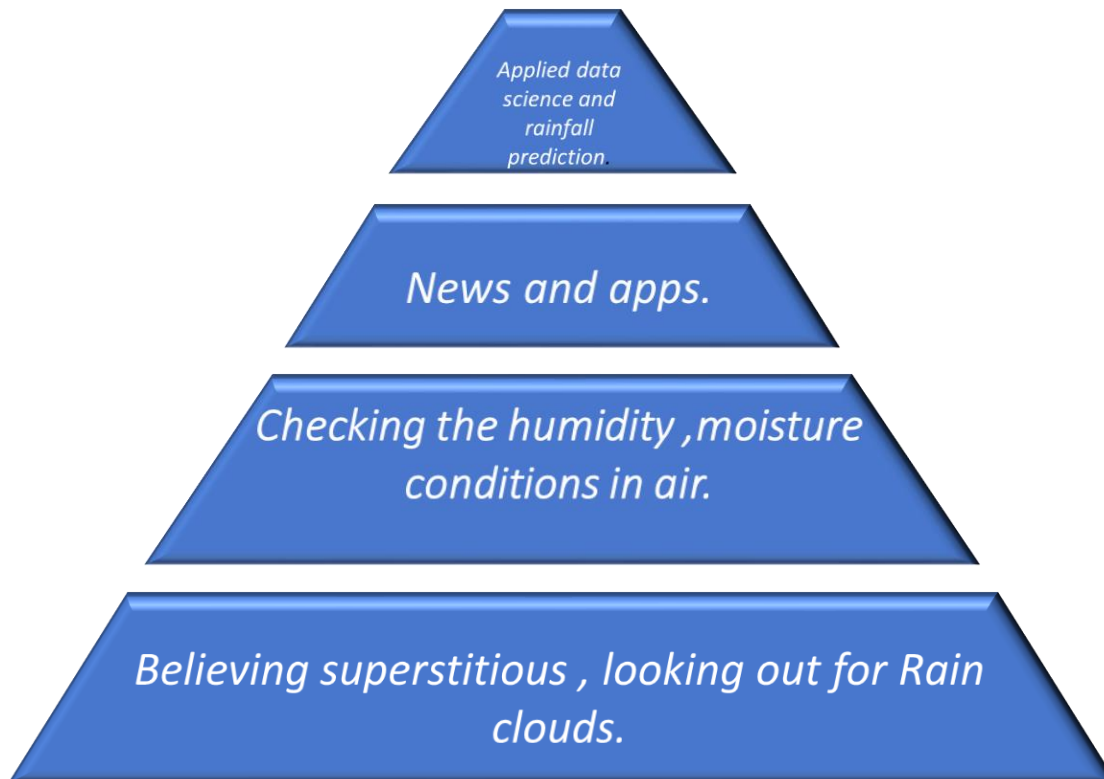 Applied data
science and
rainfall
prediction.
News and apps.
Checking the humidity ,moisture
conditions in air.
Believing superstitious , looking out for Rain
clouds.